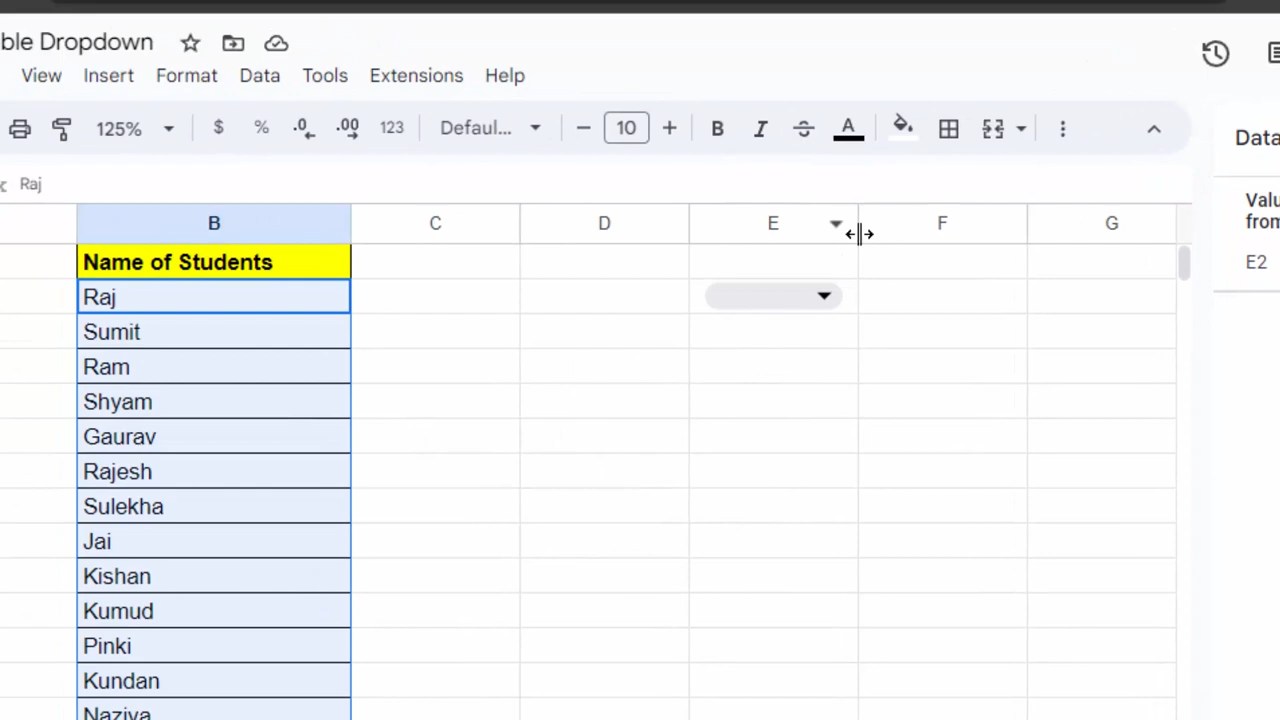 ble Dropdown
View Insert Format Data Tools Extensions Help
125% $ % .0 .00 123 Defaul... 10 B I S A
Raj
B C D E F G
Name of Students
Raj
Sumit
Ram
Shyam
Gaurav
Rajesh
Sulekha
Jai
Kishan
Kumud
Pinki
Kundan
Naziya
Data
Valu
from
E2